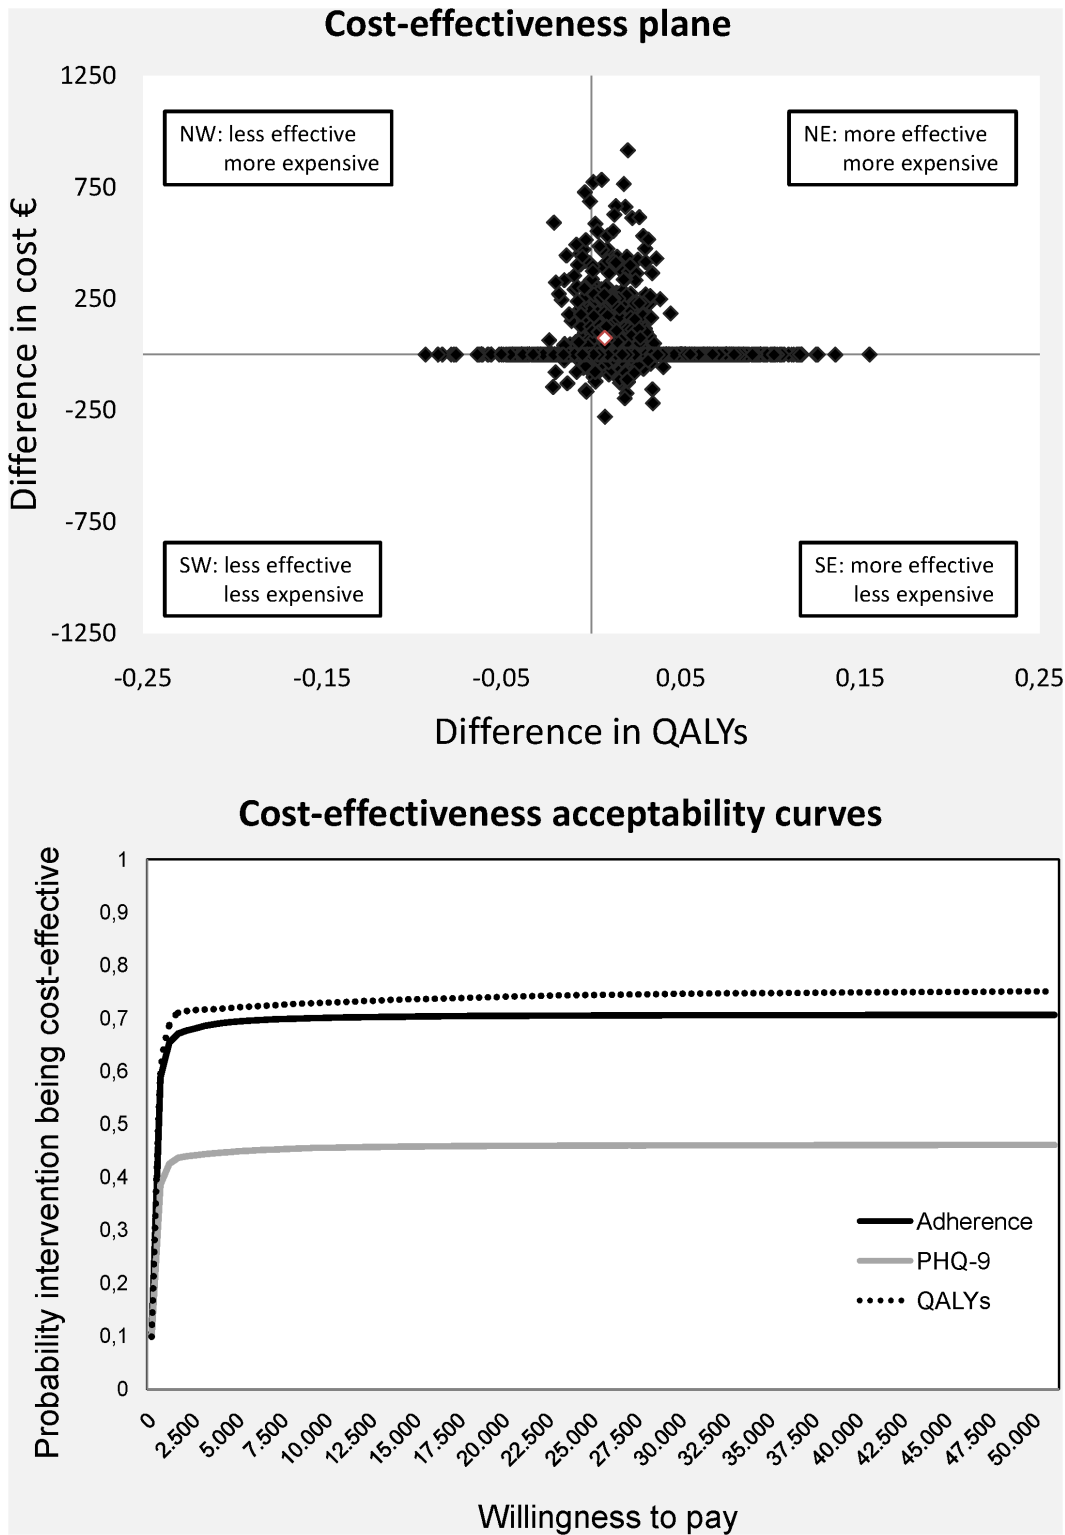 Cost-effectiveness plane
1250
750
250
-250
-750
-1250
Difference in cost €
NW: less effective
more expensive
NE: more effective
more expensive
SW: less effective
less expensive
SE: more effective
less expensive
-0,25 -0,15 -0,05 0,05 0,15 0,25
Difference in QALYs
Cost-effectiveness acceptability curves
Probability intervention being cost-effective
1
0,9
0,8
0,7
0,6
0,5
0,4
0,3
0,2
0,1
0
Adherence
PHQ-9
QALYs
0 2.500 5.000 7.500 10.000 12.500 15.000 17.500 20.000 22.500 25.000 27.500 30.000 32.500 35.000 37.500 40.000 42.500 45.000 47.500 50.000
Willingness to pay